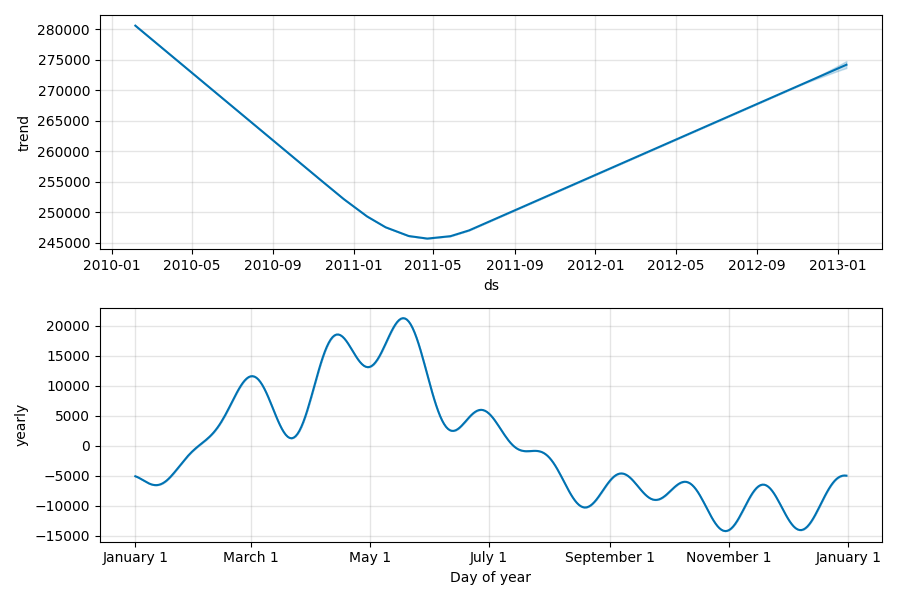 280000
275000
270000
265000
260000
255000
250000
245000
trend
2010-01 2010-05 2010-09 2011-01 2011-05 2011-09 2012-01 2012-05 2012-09 2013-01
ds
20000
15000
10000
5000
0
−5000
−10000
−15000
yearly
January 1 March 1 May 1 July 1 September 1 November 1 January 1
Day of year